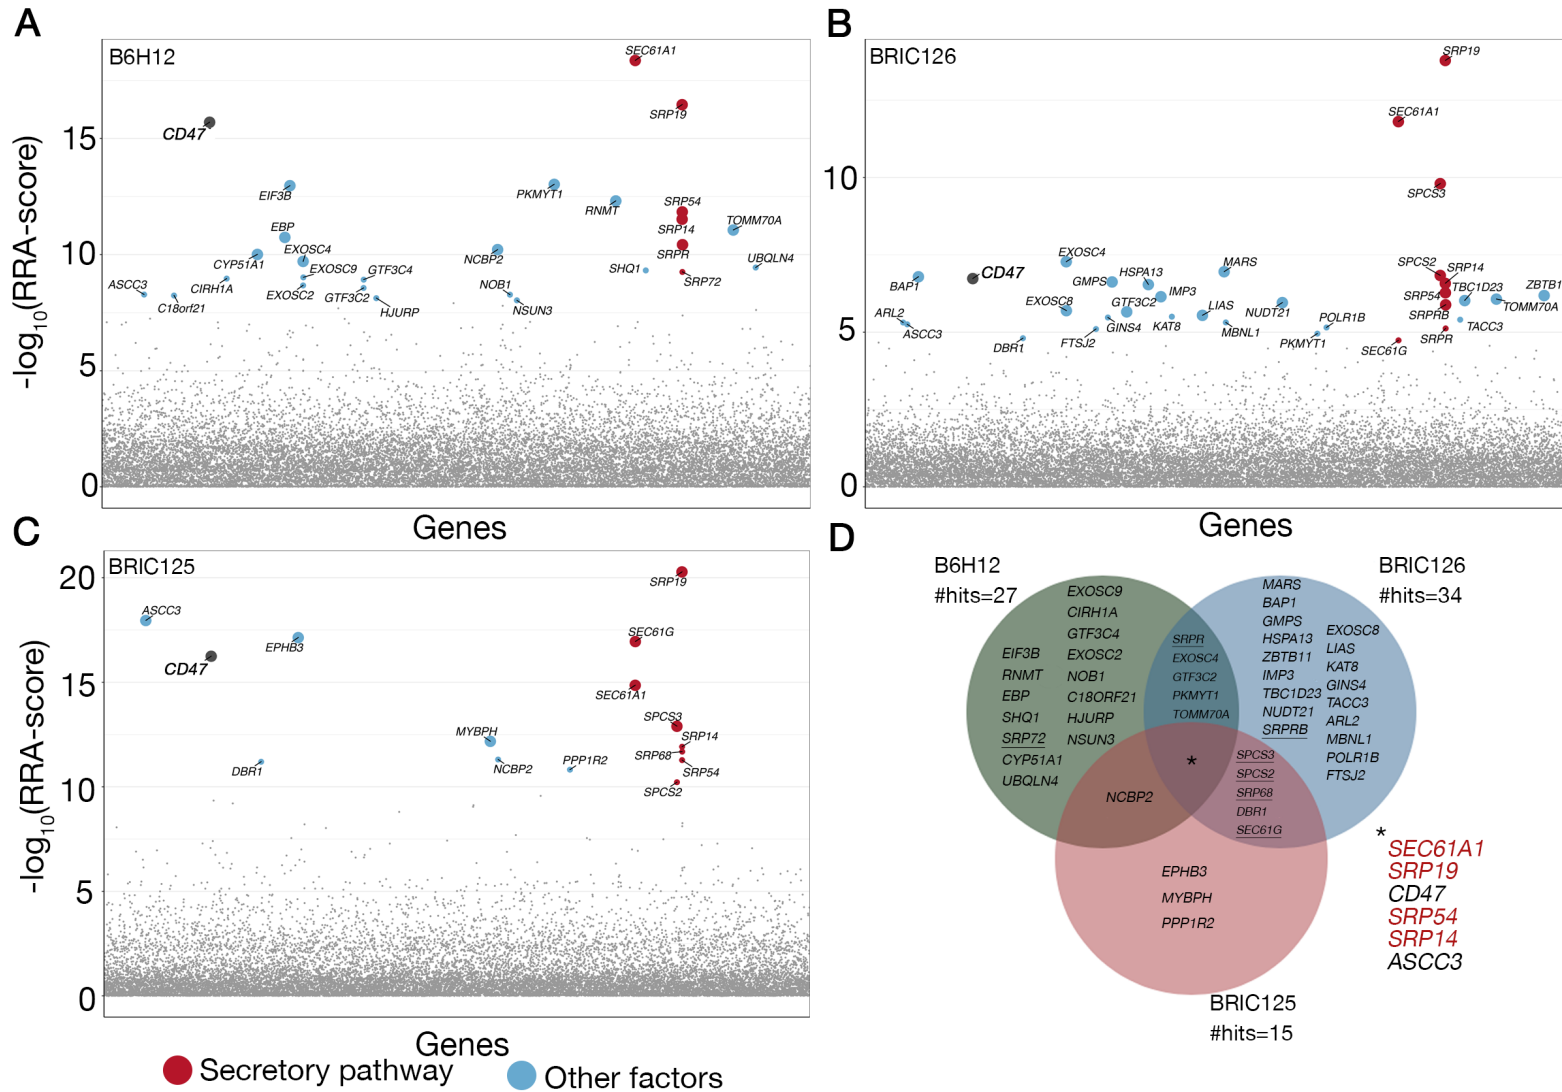 A
B6H12
-log10(RRA-score)
15
10
5
0
SEC61A1
SRP19
CD47
EIF3B
PKMYT1
RNMT
SRP54
SRP14
TOMM70A
EBP
SRPR
EXOSC4
CYP51A1
NCBP2
SHQ1
SRP72
UBQLN4
EXOSC9
GTF3C4
CIRH1A
EXOSC2
GTF3C2
ASCC3
C18orf21
HJURP
NOB1
NSUN3
Genes
B
BRIC126
10
5
0
SRP19
SEC61A1
SPCS3
EXOSC4
MARS
CD47
BAP1
GMPS
HSPA13
IMP3
SPCS2
SRP14
SRP54
TBC1D23
ZBTB1
TOMM70A
SRPRB
EXOSC8
GTF3C2
LIAS
NUDT21
KAT8
ARL2
ASCC3
GINS4
FTSJ2
MBNL1
POLR1B
PKMYT1
TACC3
SRPR
DBR1
SEC61G
Genes
C
BRIC125
-log10(RRA-score)
20
15
10
5
0
SRP19
ASCC3
EPHB3
SEC61G
CD47
SEC61A1
SPCS3
MYBPH
SRP14
SRP68
NCBP2
DBR1
PPP1R2
SRP54
SPCS2
Genes
Secretory pathway
Other factors
D
B6H12
#hits=27
BRIC126
#hits=34
EIF3B
RNMT
EBP
SHQ1
SRP72
CYP51A1
UBQLN4
EXOSC9
CIRH1A
GTF3C4
EXOSC2
NOB1
C18ORF21
HJURP
NSUN3
SRPR
EXOSC4
GTF3C2
PKMYT1
TOMM70A
MARS
BAP1
GMPS
HSPA13
ZBTB11
IMP3
TBC1D23
NUDT21
SRPRB
EXOSC8
LIAS
KAT8
GINS4
TACC3
ARL2
MBNL1
POLR1B
FTSJ2
*
NCBP2
SPCS3
SPCS2
SRP68
DBR1
SEC61G
EPHB3
MYBPH
PPP1R2
BRIC125
#hits=15
*
SEC61A1
SRP19
CD47
SRP54
SRP14
ASCC3